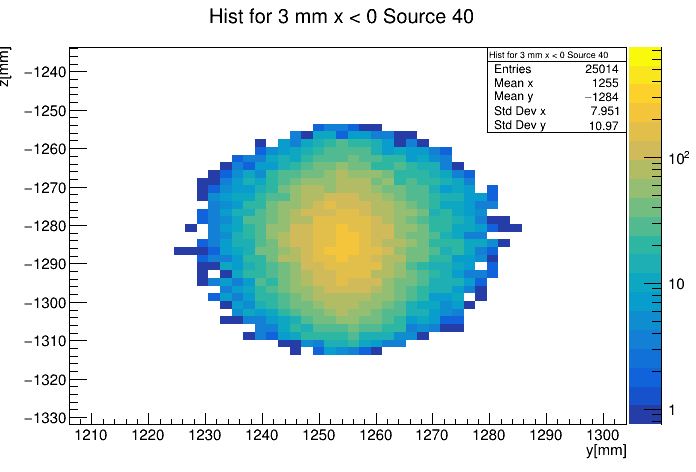 Hist for 3 mm x < 0 Source 40
z[mm]
Hist for 3 mm x < 0 Source 40
Entries 25014
Mean x 1255
Mean y −1284
Std Dev x 7.951
Std Dev y 10.97
−1240
−1250
−1260
−1270
−1280
−1290
−1300
−1310
−1320
−1330
10²
10
1
1210 1220 1230 1240 1250 1260 1270 1280 1290 1300
y[mm]